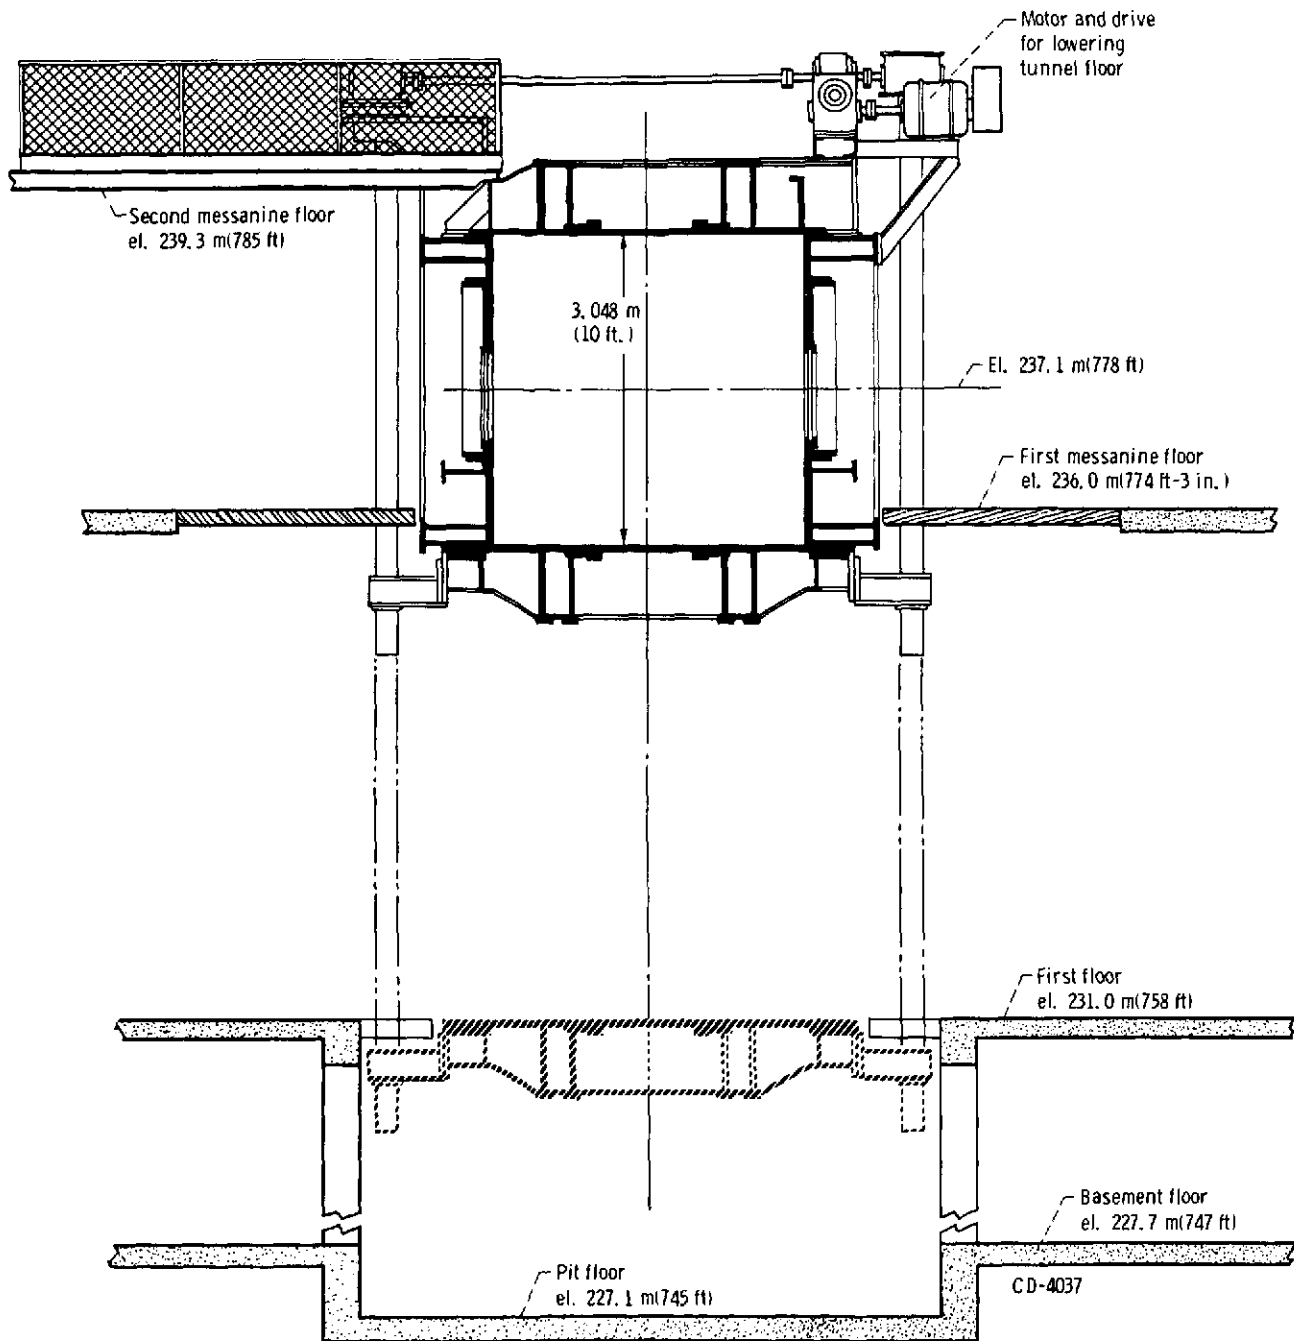 Motor and drive
for lowering
tunnel floor
Second messanine floor
el. 239.3 m(785 ft)
3.048 m
(10 ft.)
El. 237.1 m(778 ft)
First messanine floor
el. 236.0 m(774 ft-3 in.)
First floor
el. 231.0 m(758 ft)
Basement floor
el. 227.7 m(747 ft)
Pit floor
el. 227.1 m(745 ft)
CD-4037